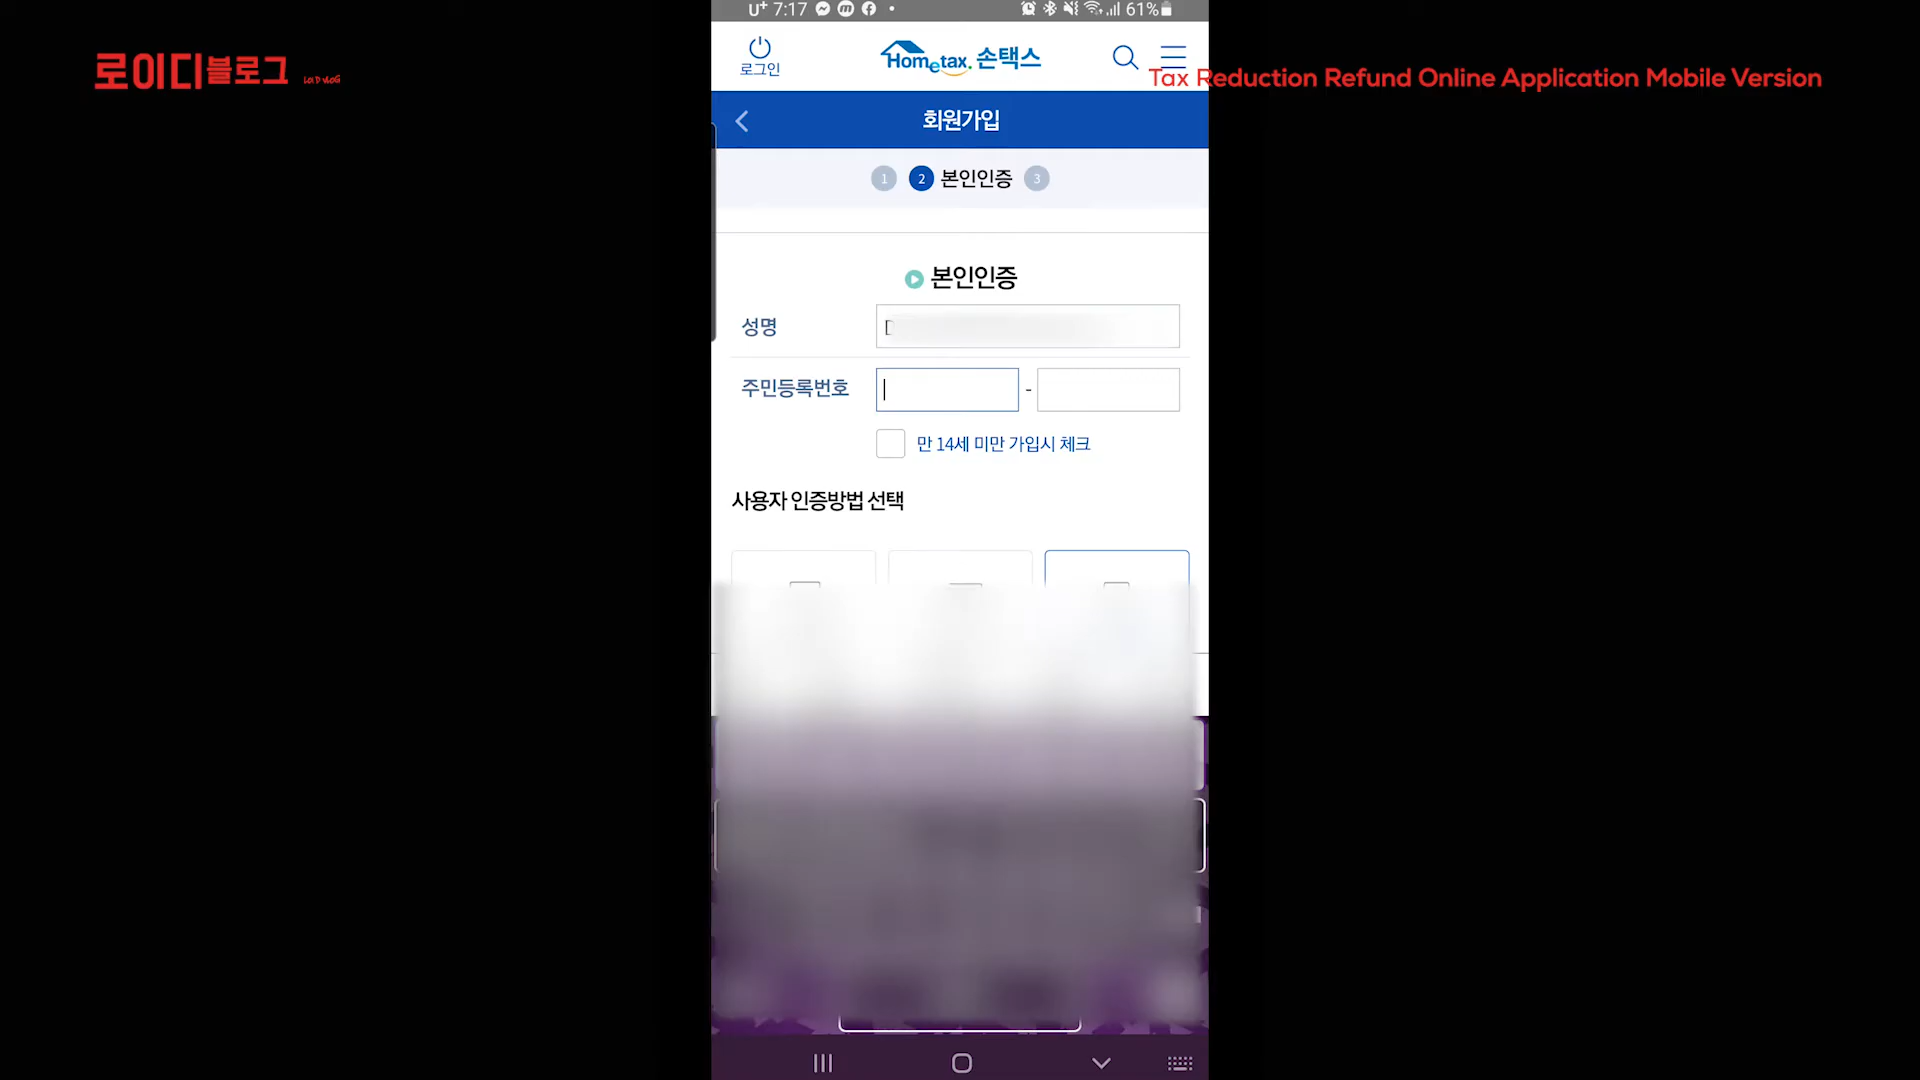 U+ 7:17 61%
로이디블로그 LOI D VLOG
로그인
Hometax. 손택스
Tax Reduction Refund Online Application Mobile Version
회원가입
1 2 본인인증 3
본인인증
성명 D
주민등록번호 -
만 14세 미만 가입시 체크
사용자 인증방법 선택